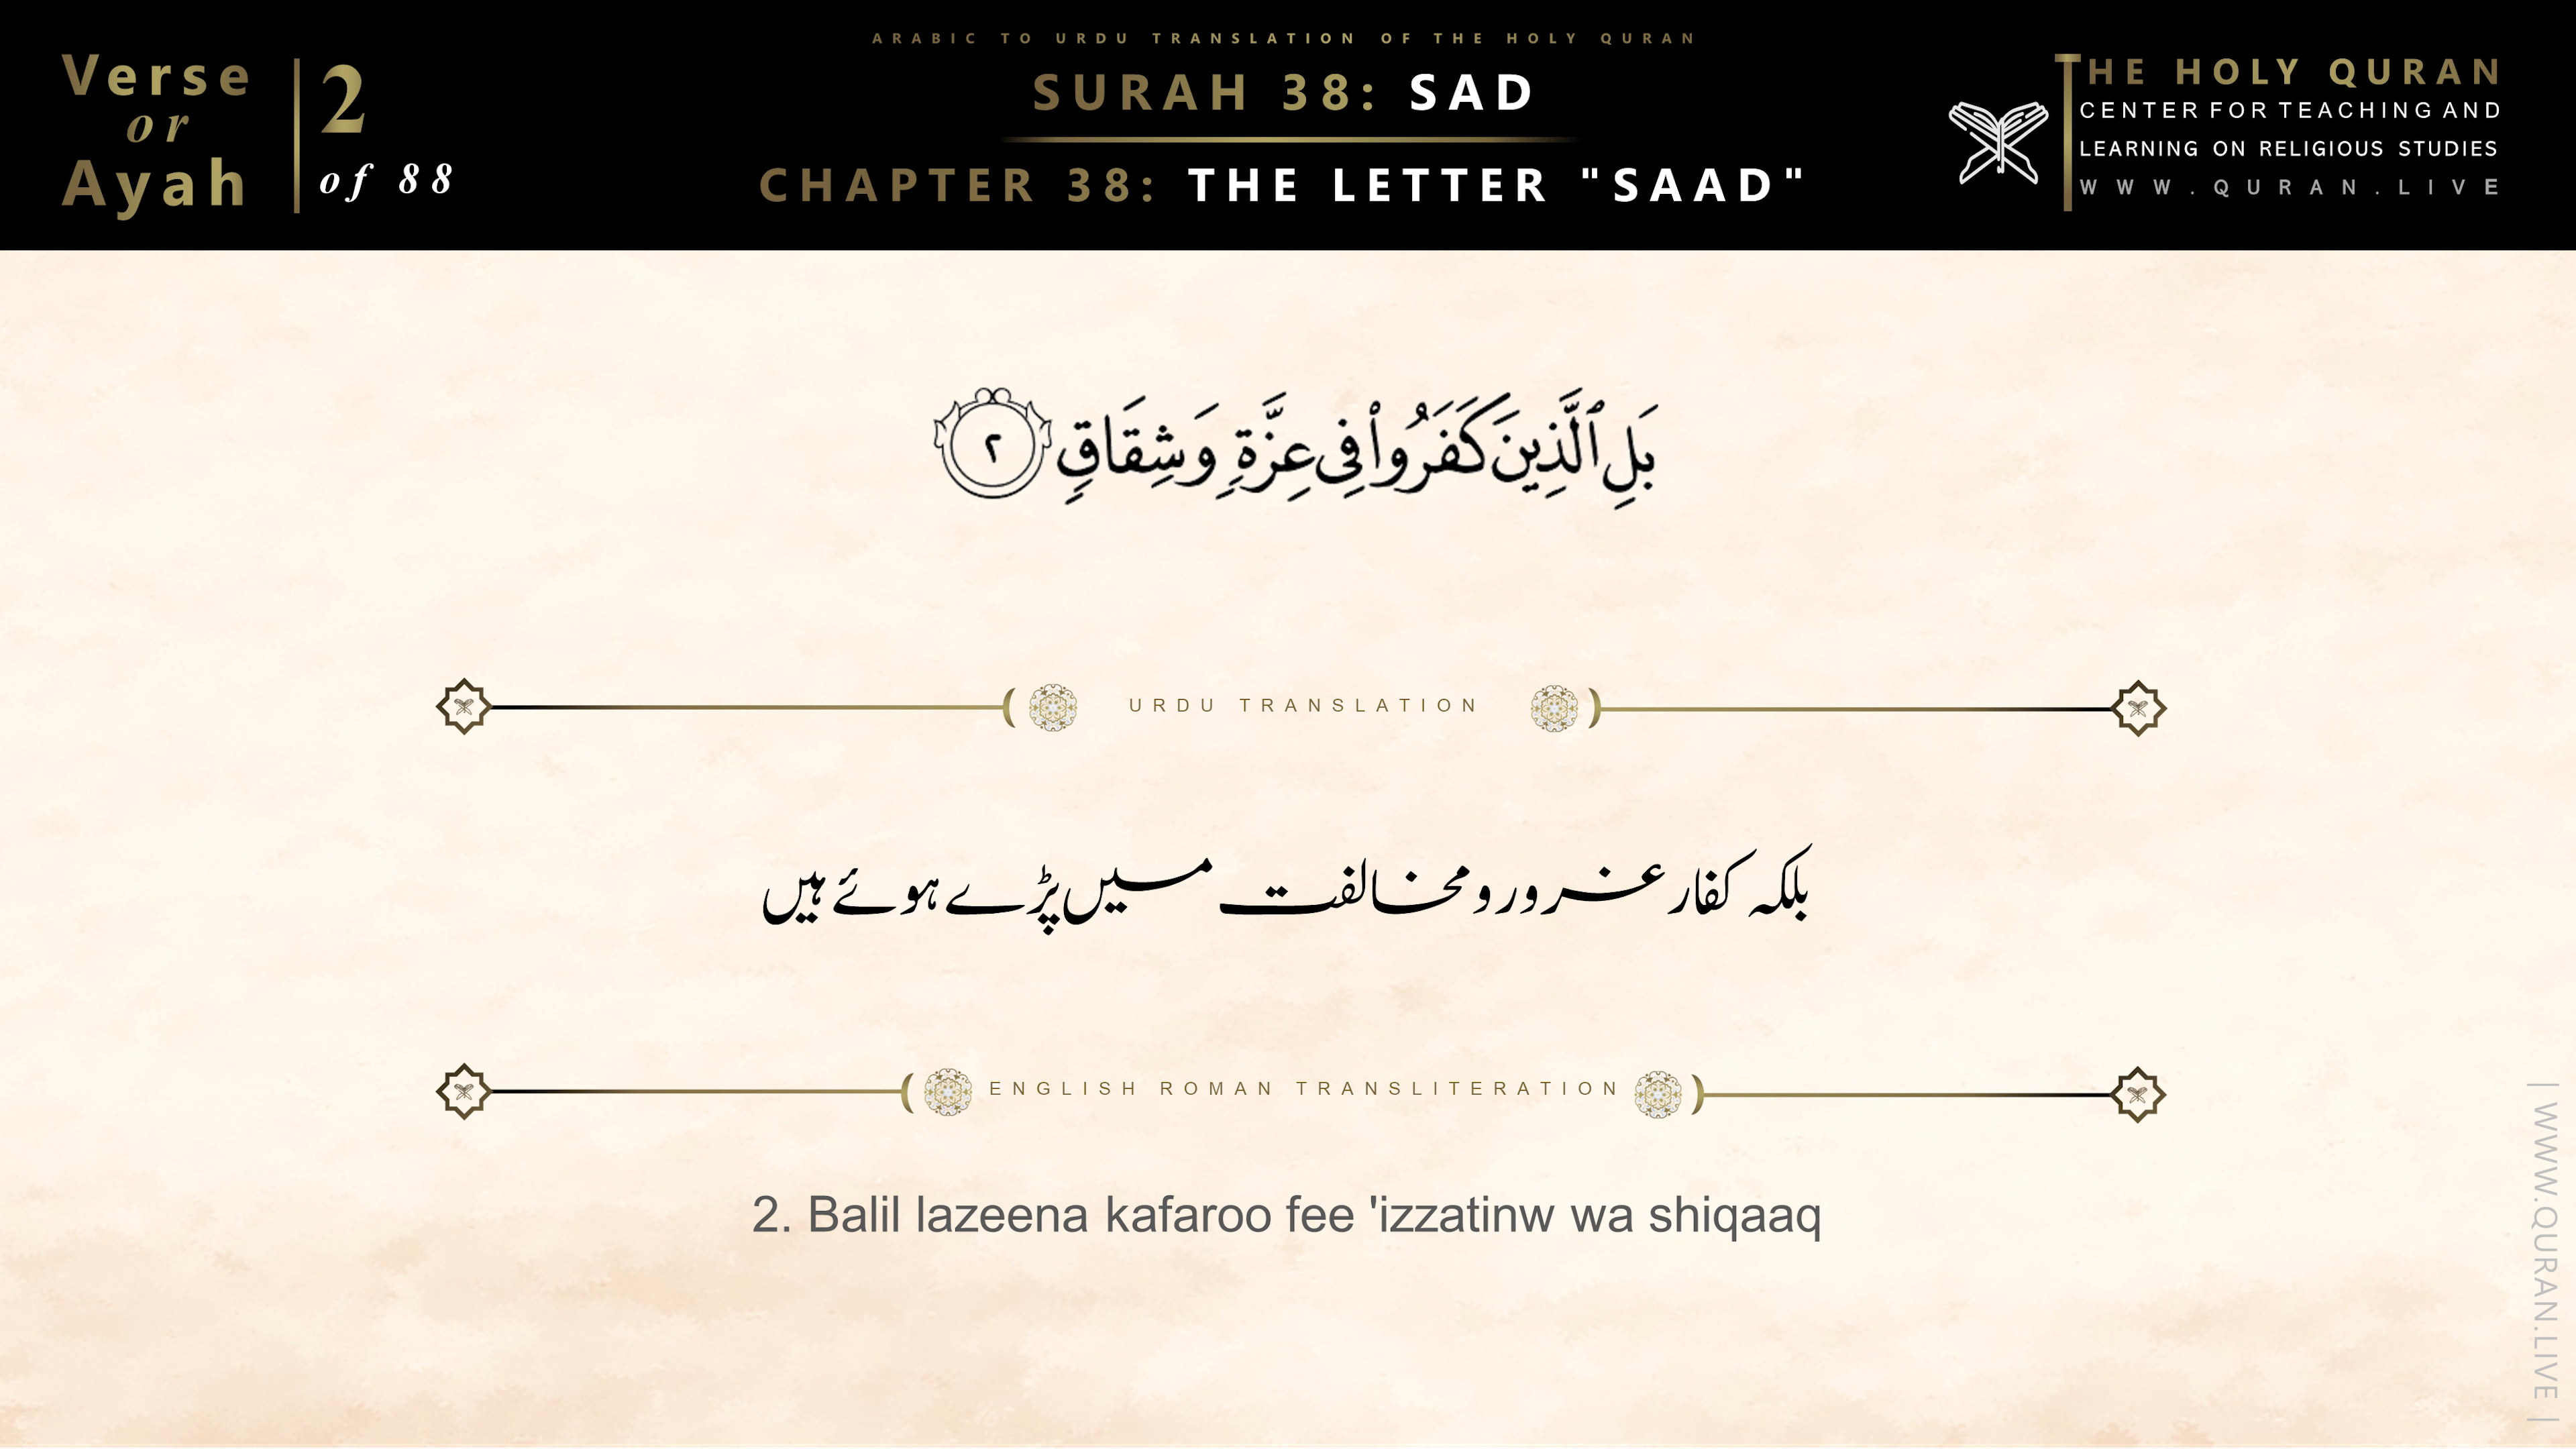 ARABIC TO URDU TRANSLATION OF THE HOLY QURAN
Verse
or
Ayah
2
of 88
SURAH 38: SAD
CHAPTER 38: THE LETTER "SAAD"
THE HOLY QURAN
CENTER FOR TEACHING AND
LEARNING ON RELIGIOUS STUDIES
WWW.QURAN.LIVE
بَلِ ٱلَّذِينَ كَفَرُوا۟ فِى عِزَّةٍ وَشِقَاقٍ ٢
URDU TRANSLATION
بلکہ کفار غرور و مخالفت میں پڑے ہوئے ہیں
ENGLISH ROMAN TRANSLITERATION
2. Balil lazeena kafaroo fee 'izzatinw wa shiqaaq
| WWW.QURAN.LIVE |